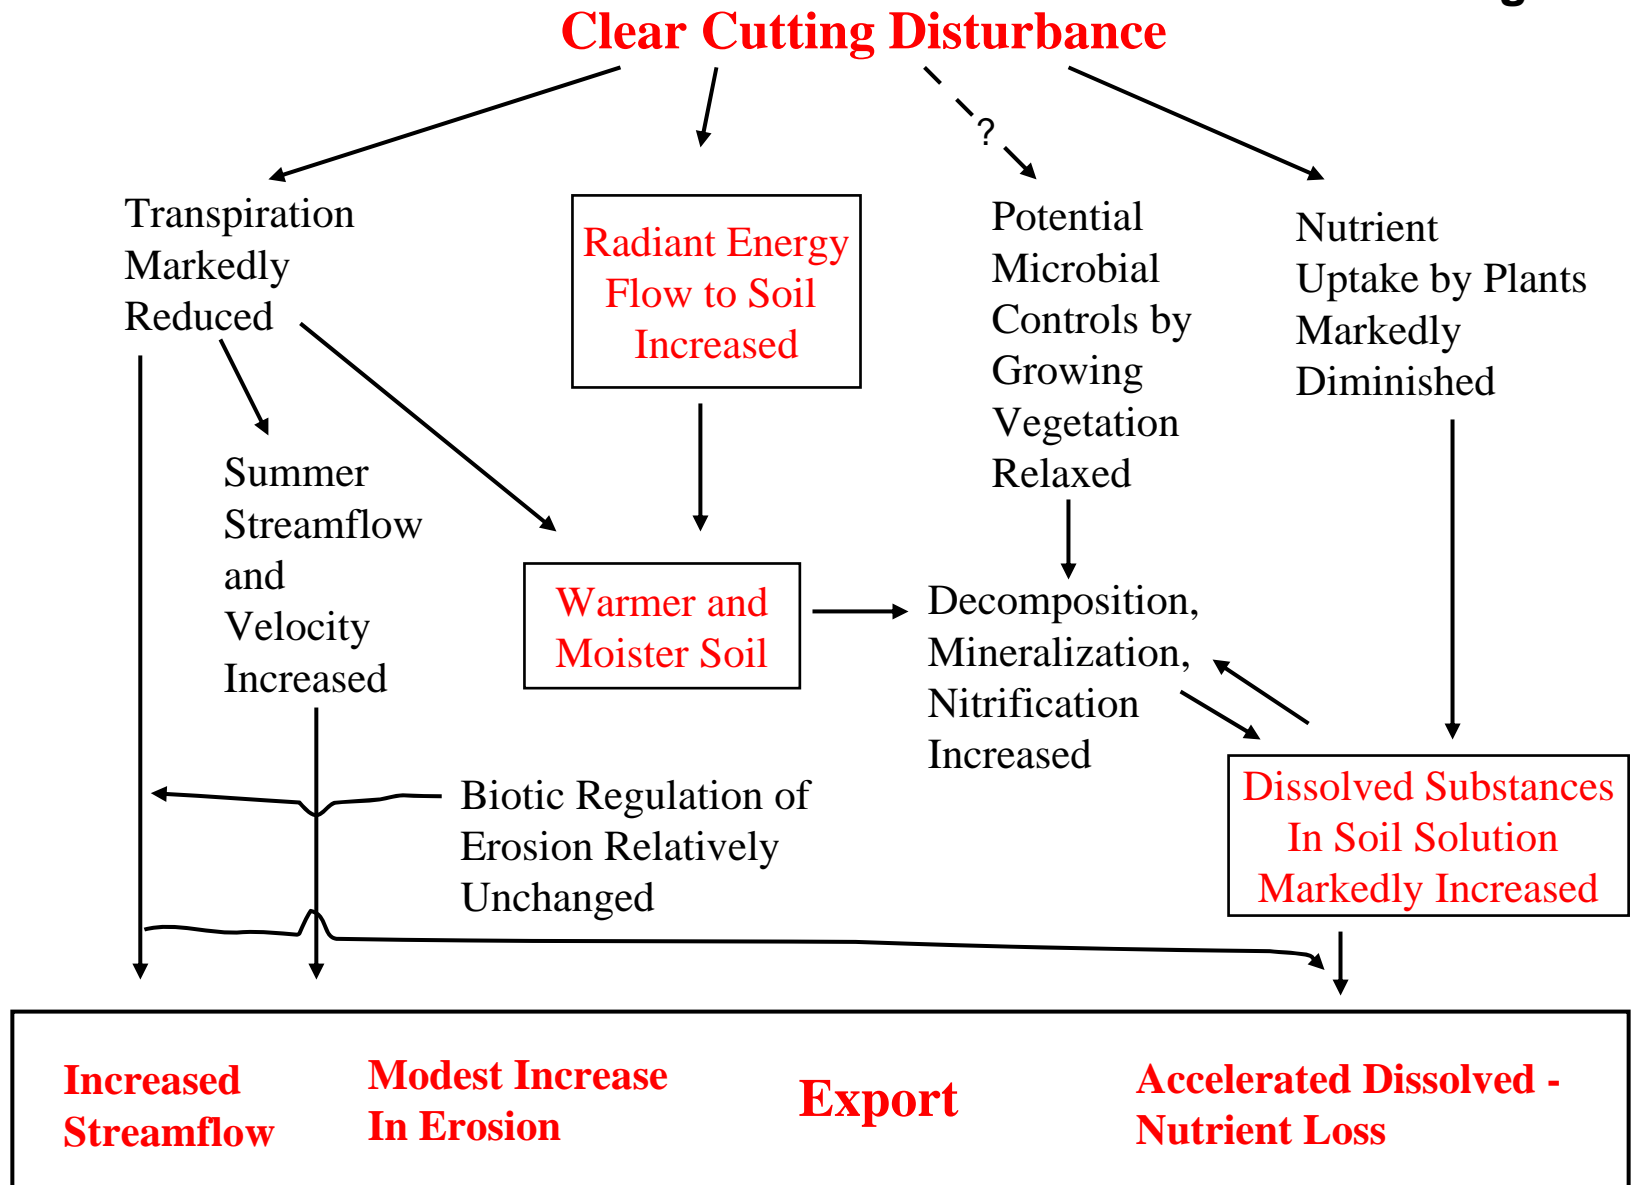 Clear Cutting Disturbance
?
Transpiration
Markedly
Reduced
Radiant Energy
Flow to Soil
Increased
Potential
Microbial
Controls by
Growing
Vegetation
Relaxed
Nutrient
Uptake by Plants
Markedly
Diminished
Summer
Streamflow
and
Velocity
Increased
Warmer and
Moister Soil
Decomposition,
Mineralization,
Nitrification
Increased
Biotic Regulation of
Erosion Relatively
Unchanged
Dissolved Substances
In Soil Solution
Markedly Increased
Increased
Streamflow
Modest Increase
In Erosion
Export
Accelerated Dissolved -
Nutrient Loss